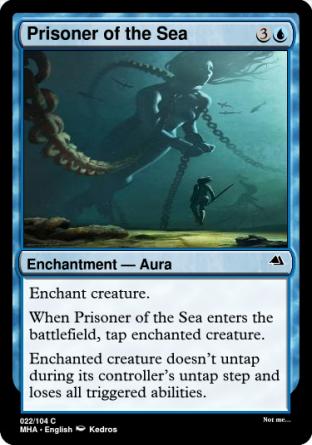 Prisoner of the Sea 3
Enchantment — Aura
Enchant creature.
When Prisoner of the Sea enters the
battlefield, tap enchanted creature.
Enchanted creature doesn't untap
during its controller's untap step and
loses all triggered abilities.
022/104 C Not me...
MHA • English Kedros